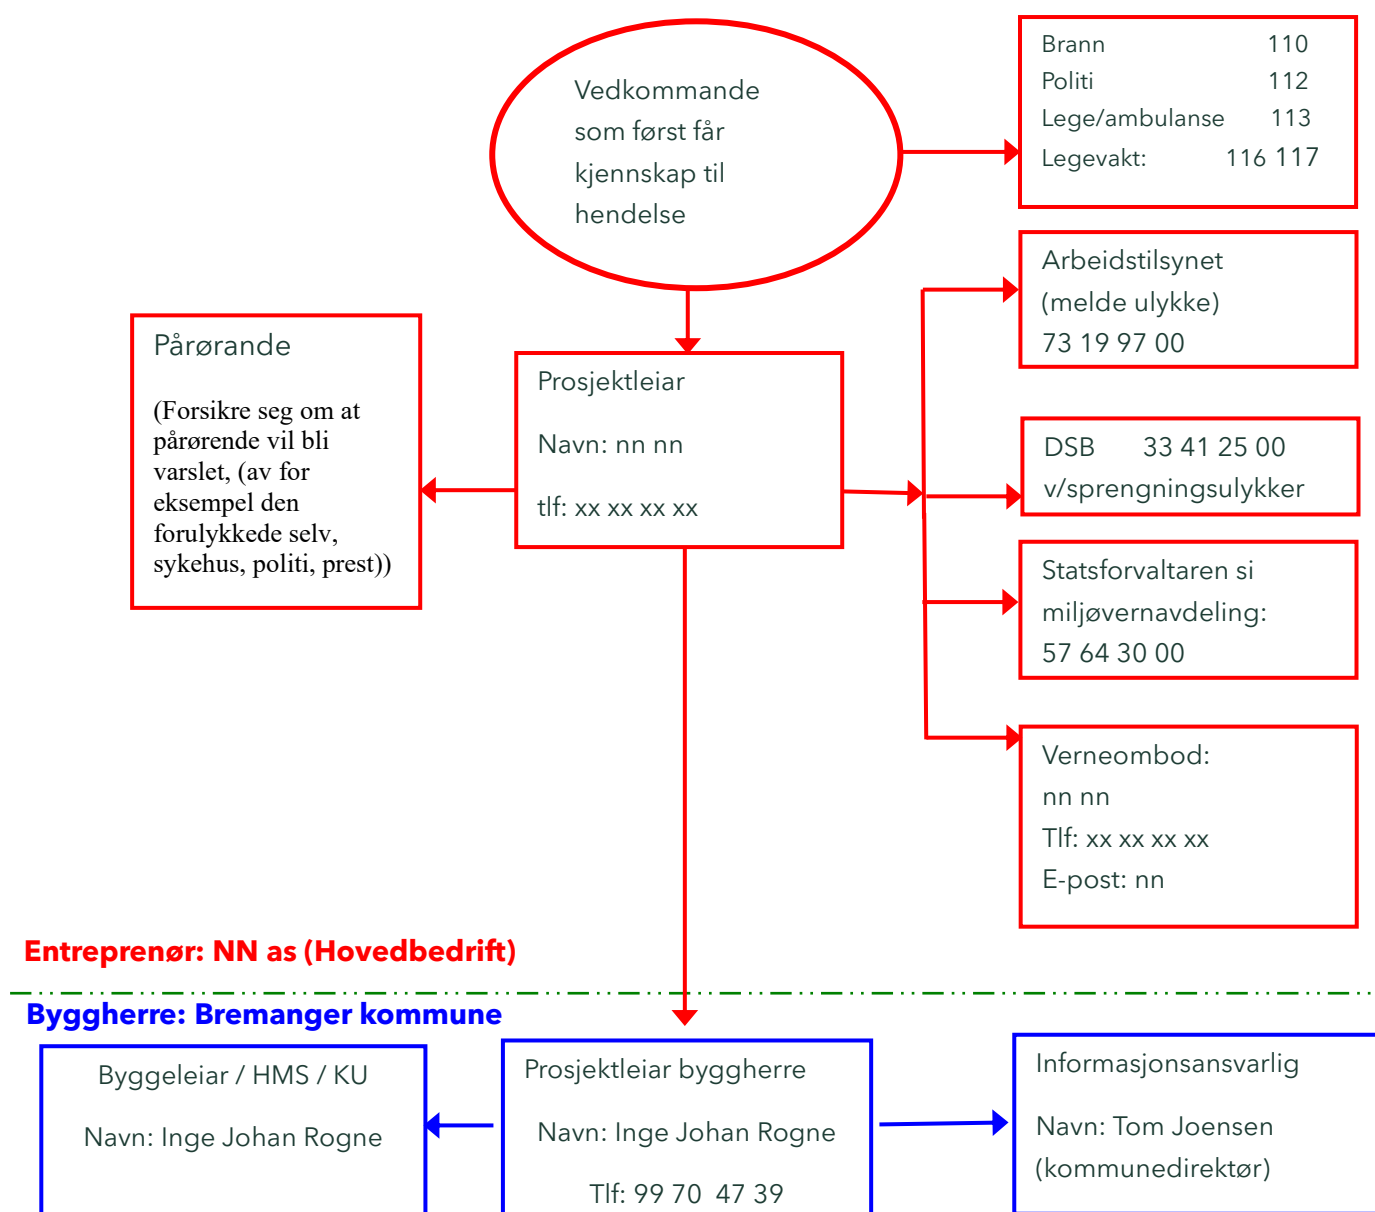 Vedkommande
som først får
kjennskap til
hendelse
Brann 110
Politi 112
Lege/ambulanse 113
Legevakt: 116 117
Arbeidstilsynet
(melde ulykke)
73 19 97 00
Pårørande
(Forsikre seg om at
pårørende vil bli
varslet, (av for
eksempel den
forulykkede selv,
sykehus, politi, prest))
Prosjektleiar
Navn: nn nn
tlf: xx xx xx xx
DSB 33 41 25 00
v/sprengningsulykker
Statsforvaltaren si
miljøvernavdeling:
57 64 30 00
Verneombod:
nn nn
Tlf: xx xx xx xx
E-post: nn
Entreprenør: NN as (Hovedbedrift)
Byggherre: Bremanger kommune
Byggeleiar / HMS / KU
Navn: Inge Johan Rogne
Prosjektleiar byggherre
Navn: Inge Johan Rogne
Tlf: 99 70 47 39
Informasjonsansvarlig
Navn: Tom Joensen
(kommunedirektør)